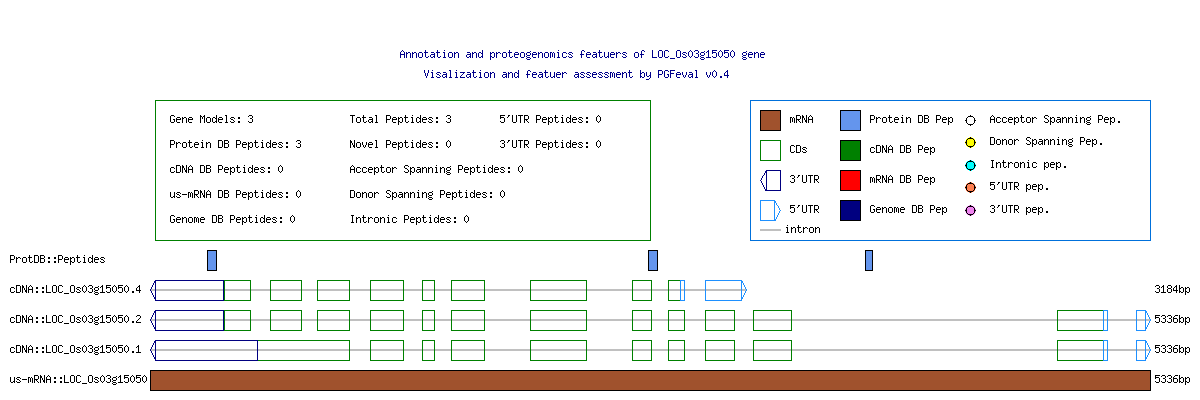 Annotation and proteogenomics featuers of LOC_Os03g15050 gene
Visalization and featuer assessment by PGFeval v0.4
Gene Models: 3 Total Peptides: 3 5'UTR Peptides: 0
Protein DB Peptides: 3 Novel Peptides: 0 3'UTR Peptides: 0
cDNA DB Peptides: 0 Acceptor Spanning Peptides: 0
us-mRNA DB Peptides: 0 Donor Spanning Peptides: 0
Genome DB Peptides: 0 Intronic Peptides: 0
mRNA Protein DB Pep Acceptor Spanning Pep.
CDs cDNA DB Pep Donor Spanning Pep.
3'UTR mRNA DB Pep Intronic pep.
5'UTR Genome DB Pep 5'UTR pep.
intron 3'UTR pep.
ProtDB::Peptides
cDNA::LOC_Os03g15050.4 3184bp
cDNA::LOC_Os03g15050.2 5336bp
cDNA::LOC_Os03g15050.1 5336bp
us-mRNA::LOC_Os03g15050 5336bp